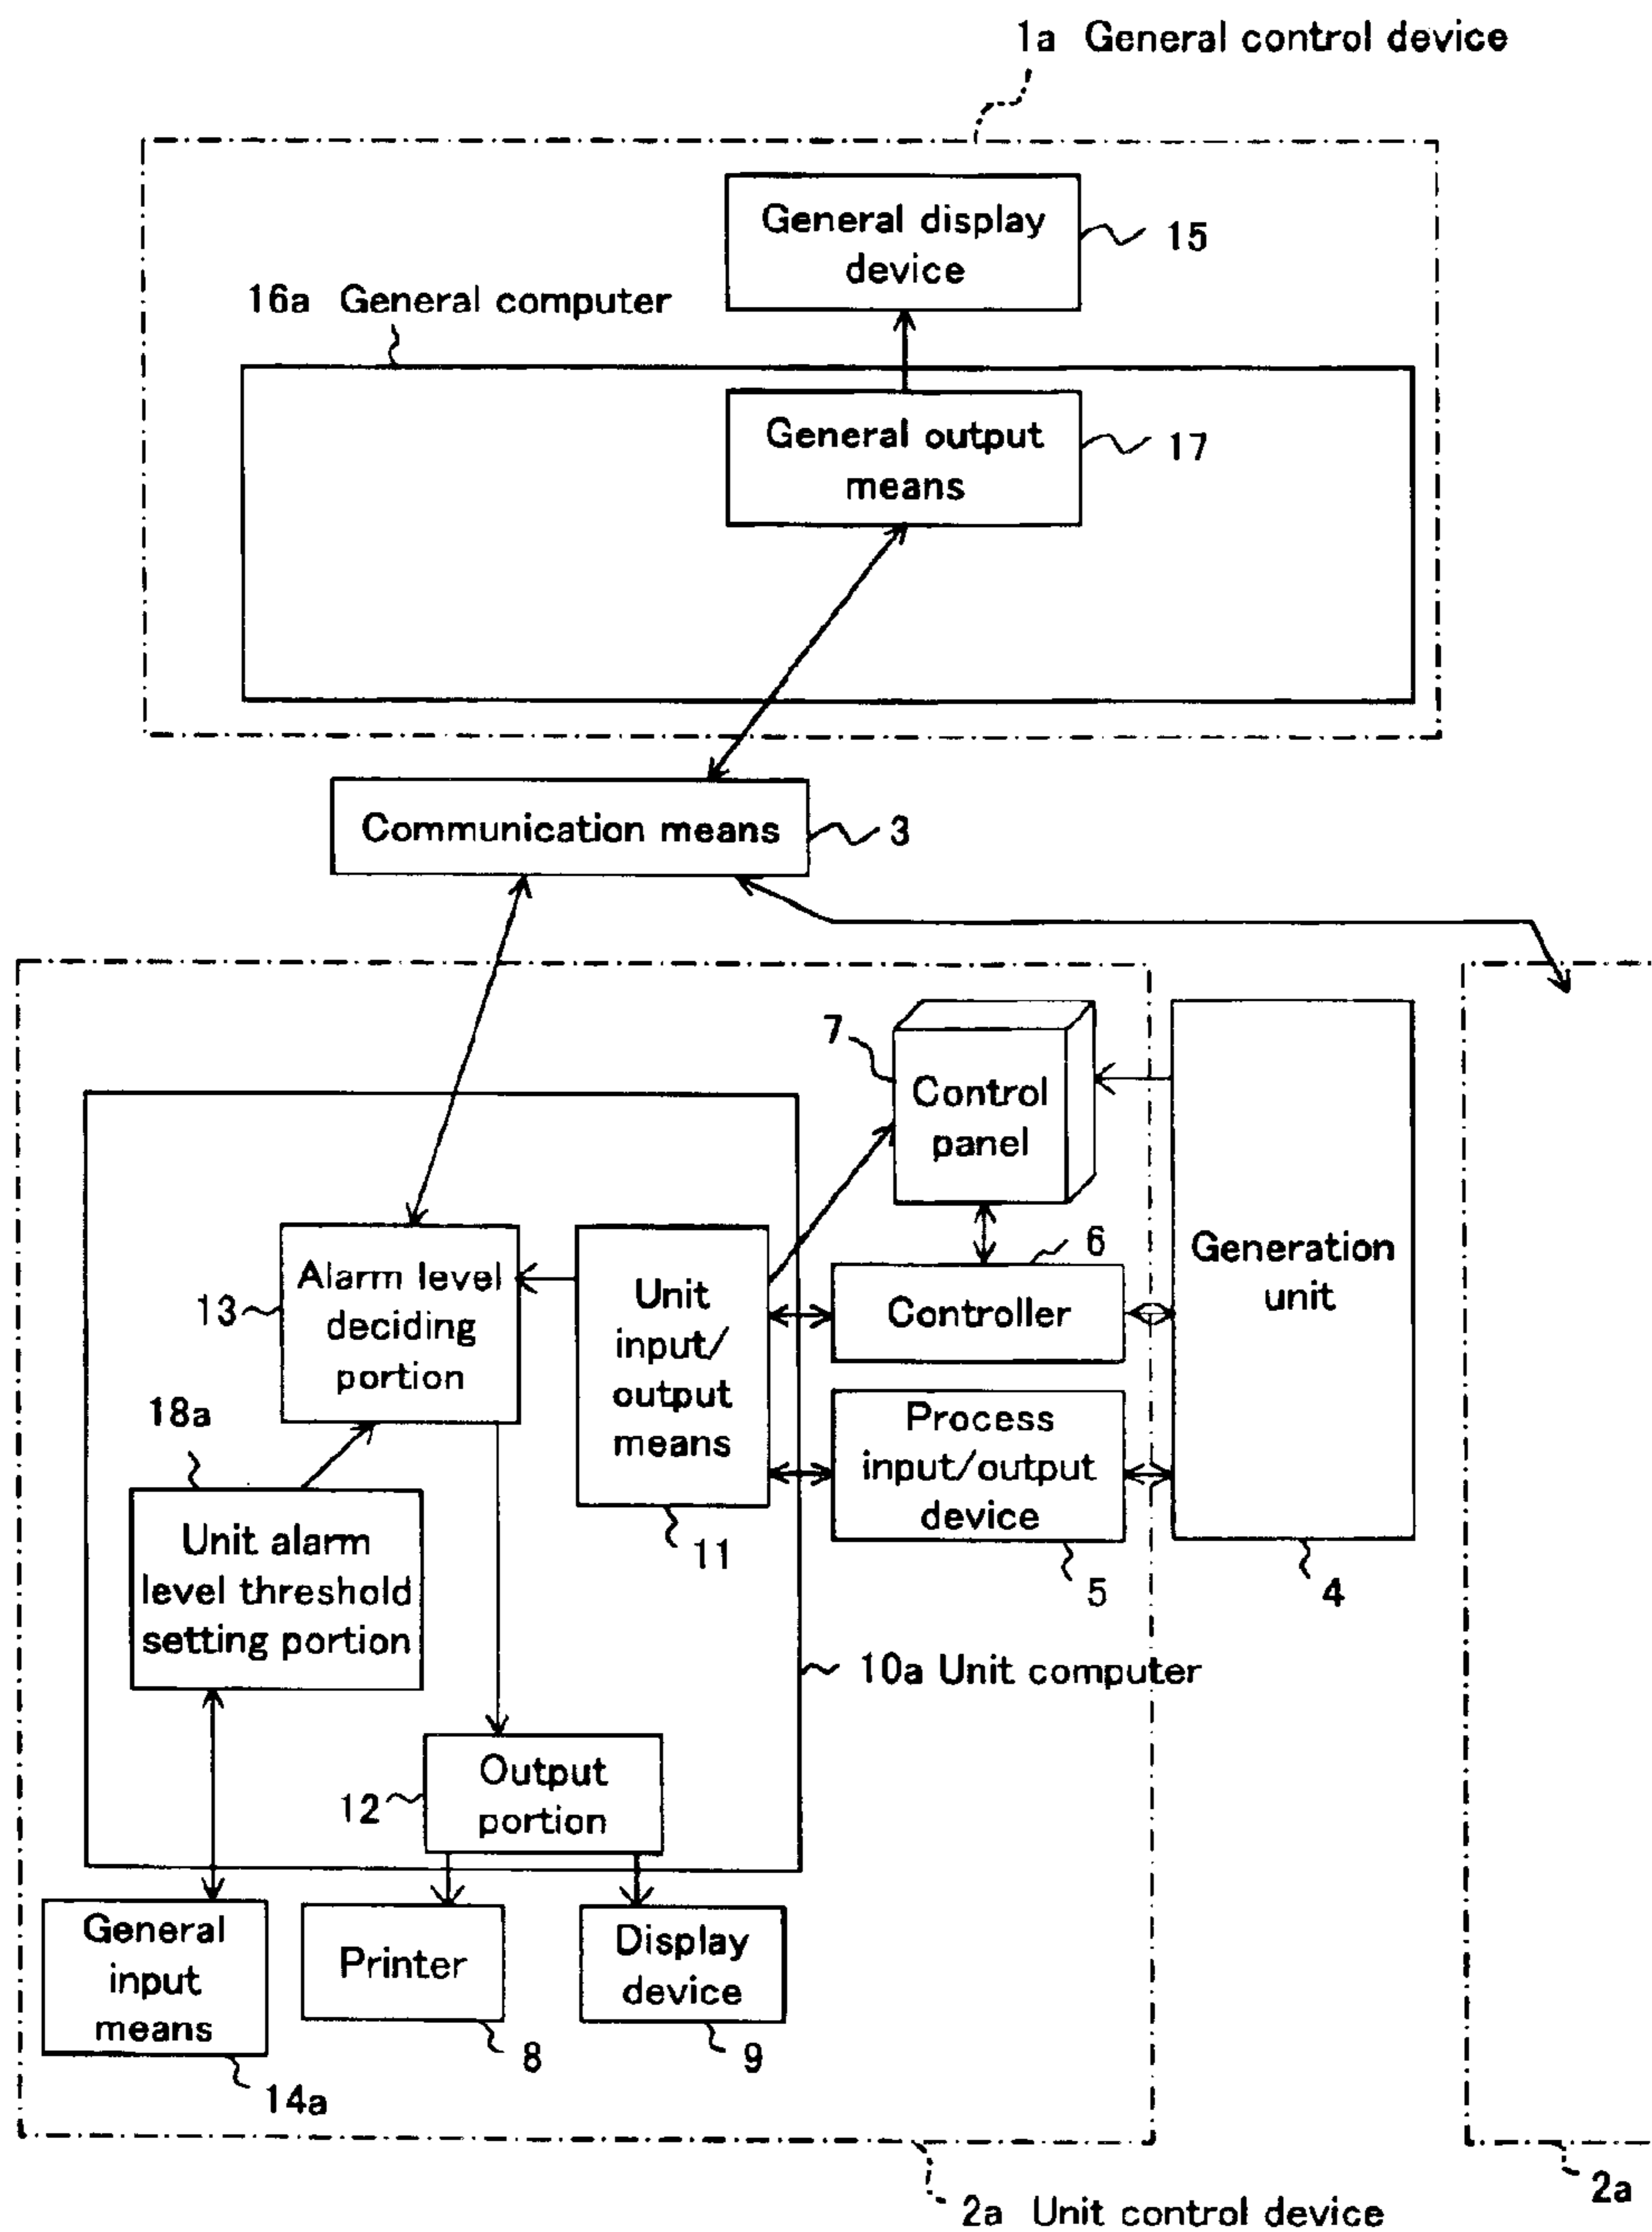 1a General control device
General display
device
15
16a General computer
General output
means
17
Communication means
3
7
Control
panel
Generation
unit
4
6
Controller
13
Alarm level
deciding
portion
Unit
input/
output
means
11
Process
input/output
device
5
18a
Unit alarm
level threshold
setting portion
10a Unit computer
12
Output
portion
General
input
means
14a
Printer
8
Display
device
9
2a Unit control device
2a